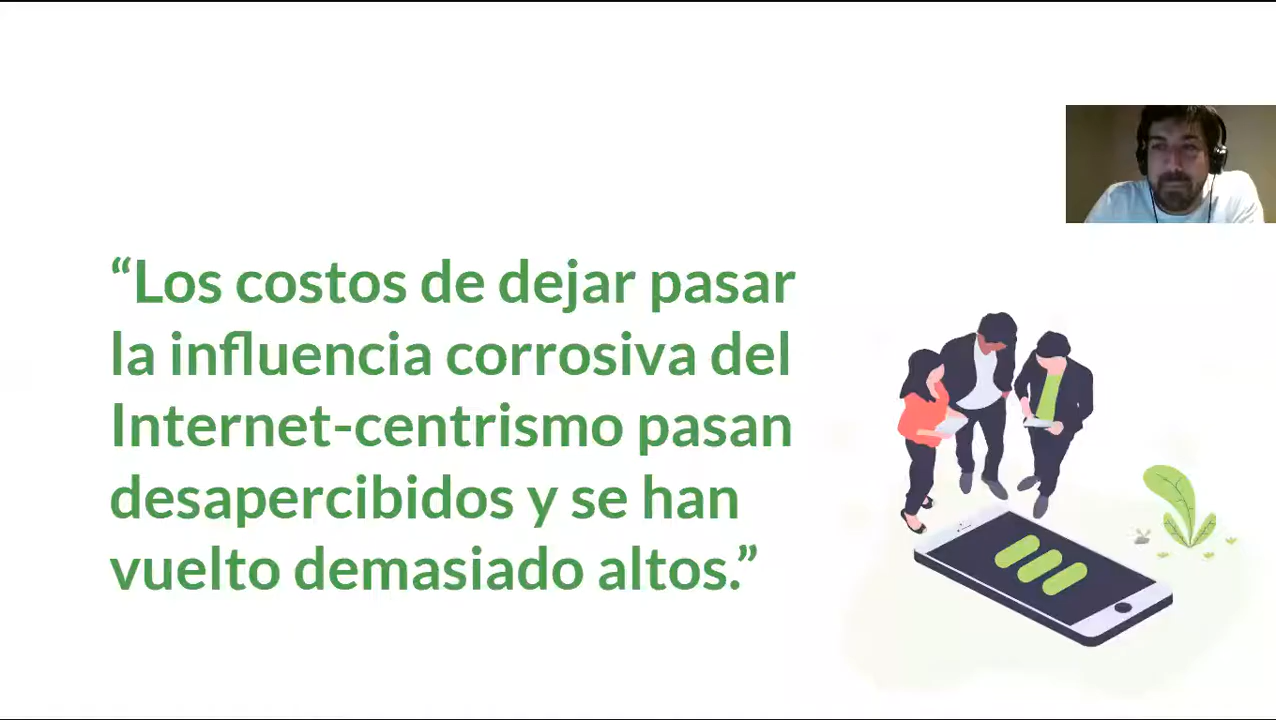 “Los costos de dejar pasar
la influencia corrosiva del
Internet-centrismo pasan
desapercibidos y se han
vuelto demasiado altos.”